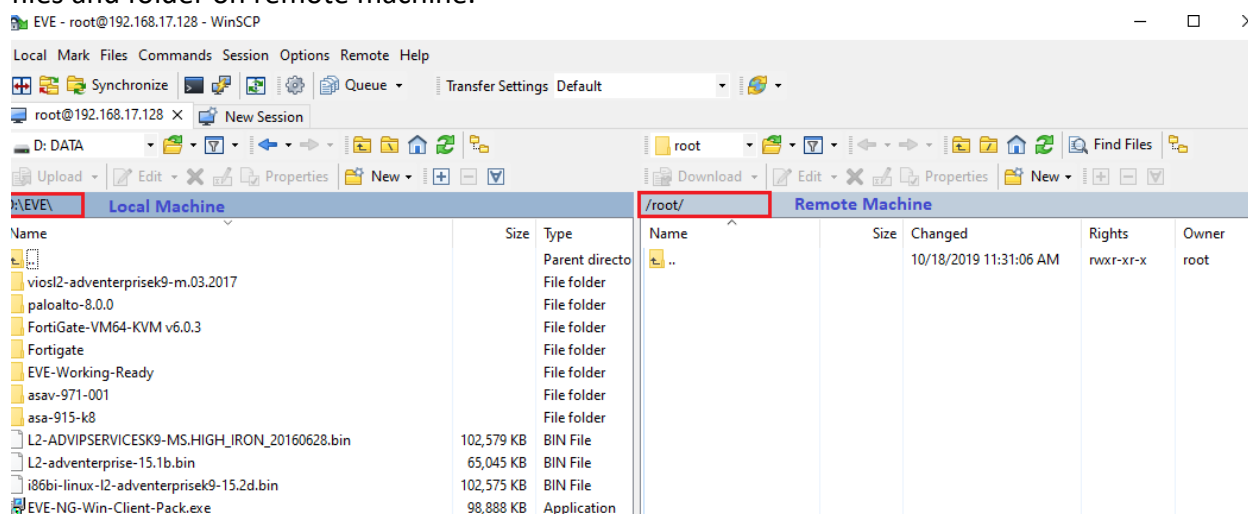 files and folder on remote machine.
EVE - root@192.168.17.128 - WinSCP
Local Mark Files Commands Session Options Remote Help
Synchronize Queue Transfer Settings Default
root@192.168.17.128 New Session
D: DATA root Find Files
Upload Edit Properties New Download Edit Properties New
:\EVE\ Local Machine /root/ Remote Machine
Name Size Type Name Size Changed Rights Owner
.. Parent directo .. 10/18/2019 11:31:06 AM rwxr-xr-x root
viosl2-adventerprisek9-m.03.2017 File folder
paloalto-8.0.0 File folder
FortiGate-VM64-KVM v6.0.3 File folder
Fortigate File folder
EVE-Working-Ready File folder
asav-971-001 File folder
asa-915-k8 File folder
L2-ADVIPSERVICESK9-MS.HIGH_IRON_20160628.bin 102,579 KB BIN File
L2-adventerprise-15.1b.bin 65,045 KB BIN File
i86bi-linux-l2-adventerprisek9-15.2d.bin 102,575 KB BIN File
EVE-NG-Win-Client-Pack.exe 98,888 KB Application